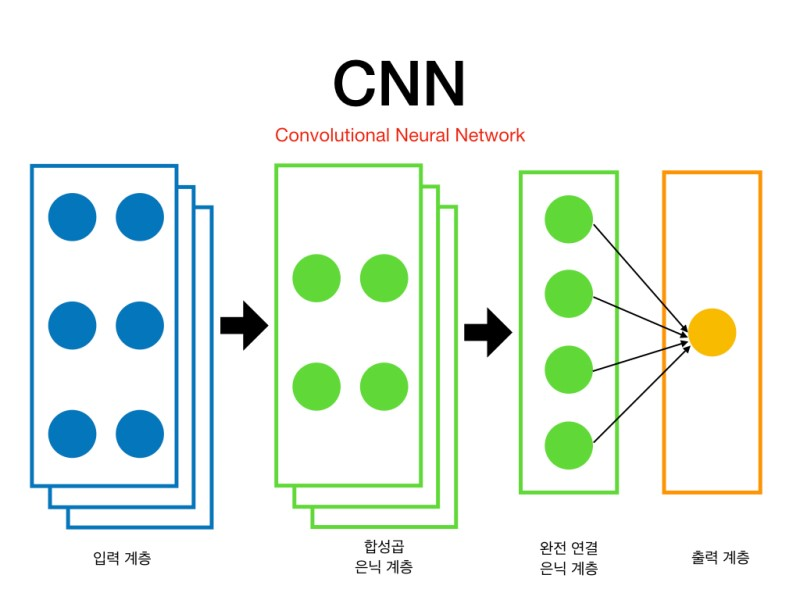 CNN
Convolutional Neural Network
입력 계층
합성곱
은닉 계층
완전 연결
은닉 계층
출력 계층